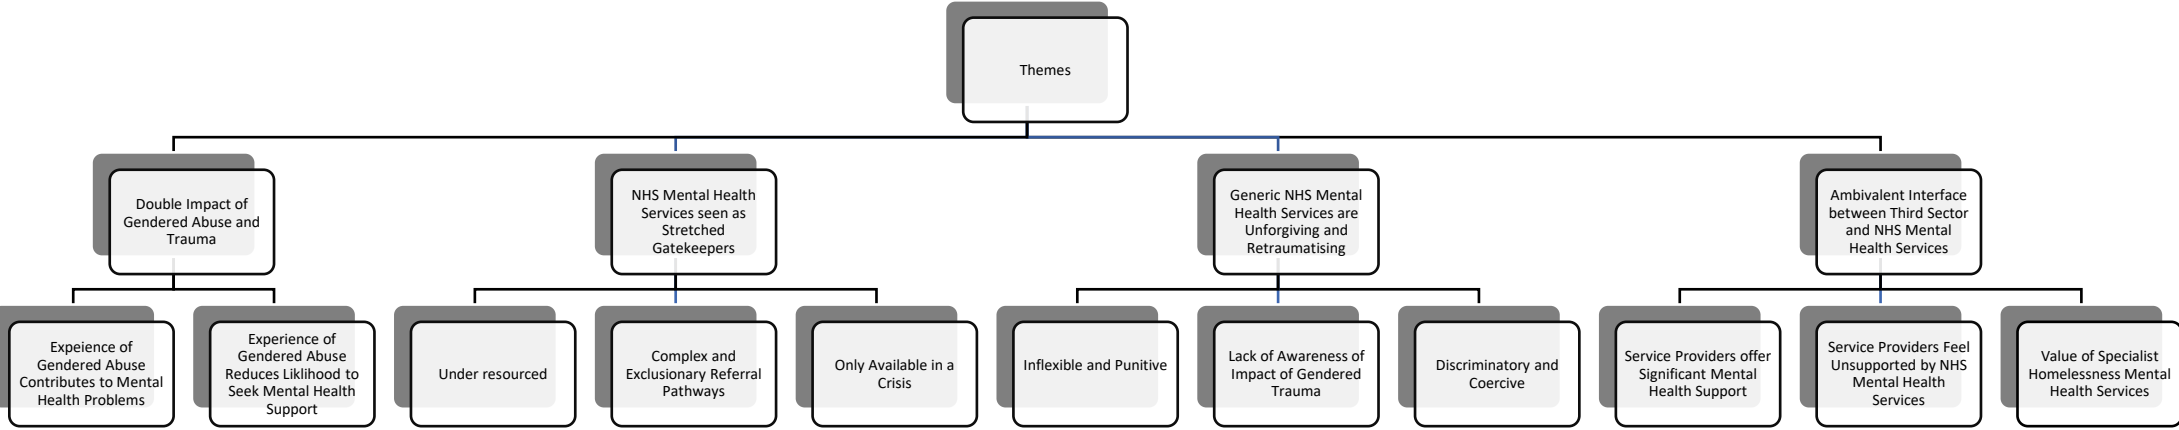 Themes
Double Impact of
Gendered Abuse and
Trauma
NHS Mental Health
Services seen as
Stretched
Gatekeepers
Generic NHS Mental
Health Services are
Unforgiving and
Retraumatising
Ambivalent Interface
between Third Sector
and NHS Mental
Health Services
Expeience of
Gendered Abuse
Contributes to Mental
Health Problems
Experience of
Gendered Abuse
Reduces Liklihood to
Seek Mental Health
Support
Under resourced
Complex and
Exclusionary Referral
Pathways
Only Available in a
Crisis
Inflexible and Punitive
Lack of Awareness of
Impact of Gendered
Trauma
Discriminatory and
Coercive
Service Providers offer
Significant Mental
Health Support
Service Providers Feel
Unsupported by NHS
Mental Health
Services
Value of Specialist
Homelessness Mental
Health Services